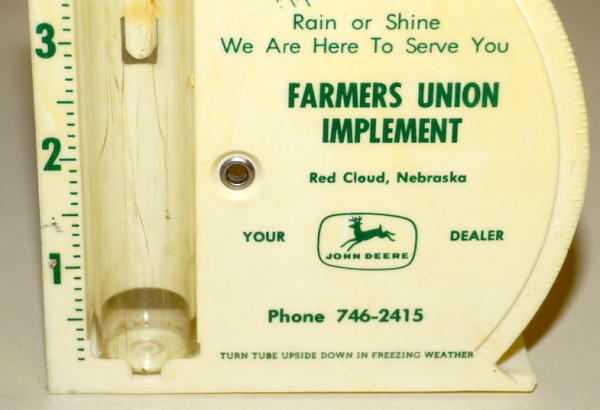 Rain or Shine
We Are Here To Serve You
FARMERS UNION
IMPLEMENT
Red Cloud, Nebraska
YOUR JOHN DEERE DEALER
Phone 746-2415
TURN TUBE UPSIDE DOWN IN FREEZING WEATHER
3
2
1